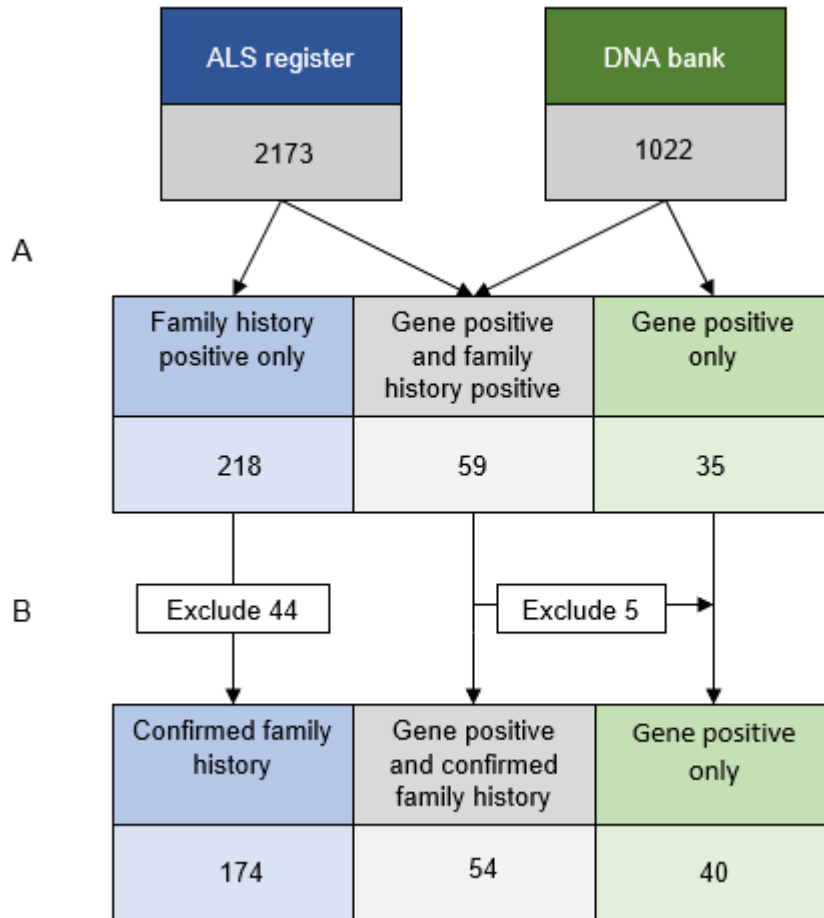 ALS register
DNA bank
2173
1022
A
Family history
positive only
Gene positive
and family
history positive
Gene positive
only
218
59
35
B
Exclude 44
Exclude 5
Confirmed family
history
Gene positive
and confirmed
family history
Gene positive
only
174
54
40